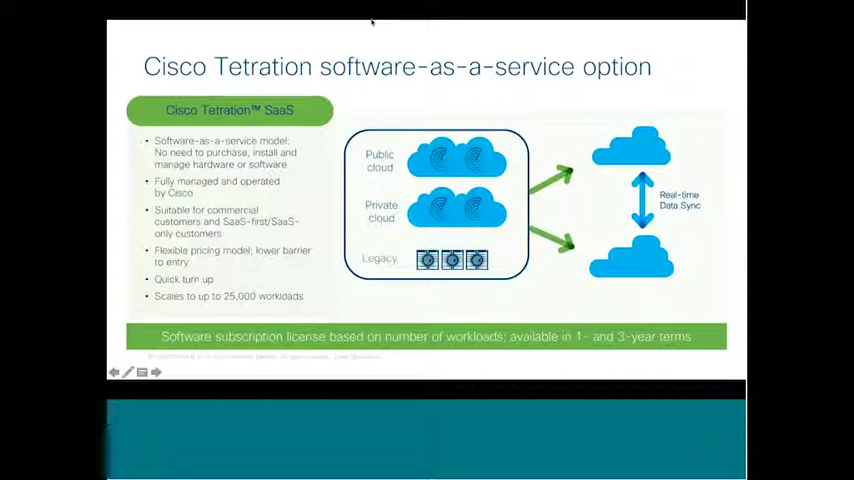 Cisco Tetration software-as-a-service option
Cisco Tetration™ SaaS
• Software-as-a-service model:
No need to purchase, install and
manage hardware or software
• Fully managed and operated
by Cisco
• Suitable for commercial
customers and SaaS-first/SaaS-
only customers
• Flexible pricing model; lower barrier
to entry
• Quick turn up
• Scales to up to 25,000 workloads
Public
cloud
Private
cloud
Legacy
Real-time
Data Sync
Software subscription license based on number of workloads; available in 1- and 3-year terms